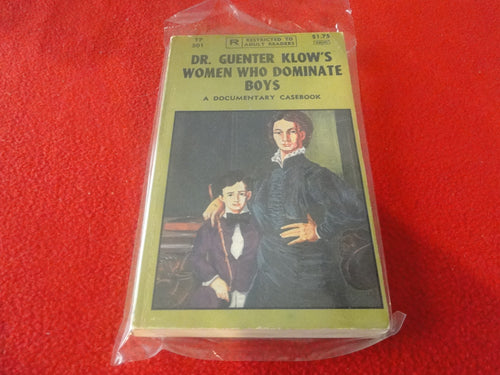 TP
501
R RESTRICTED TO
ADULT READERS
$1.75
DR. GUENTER KLOW'S
WOMEN WHO DOMINATE
BOYS
A DOCUMENTARY CASEBOOK